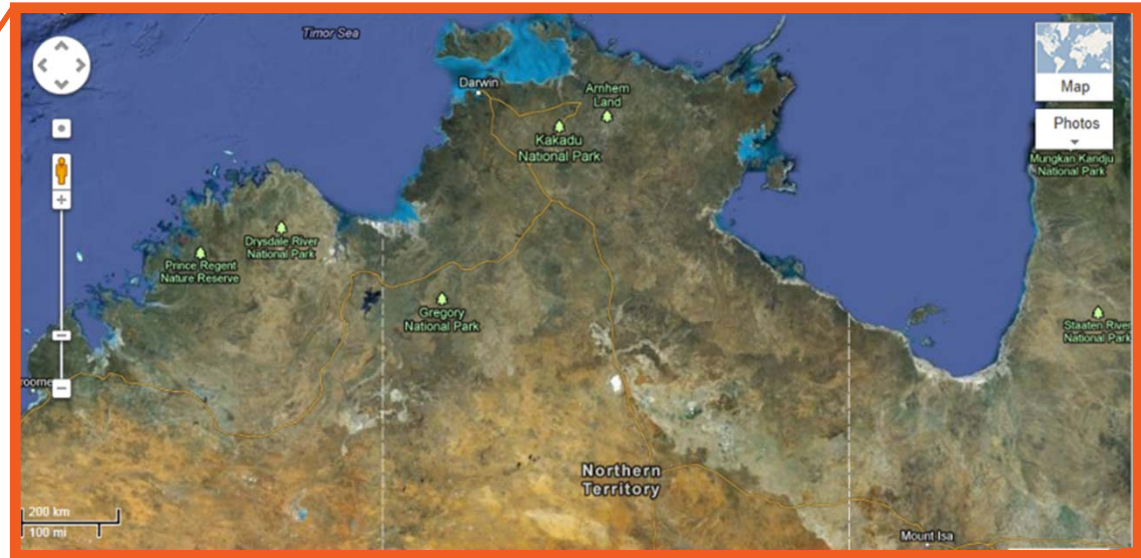 Timor Sea
Map
Darwin
Arnhem
Land
Photos
Kakadu
National Park
Mungkan Kandju
National Park
Drysdale River
National Park
Prince Regent
Nature Reserve
Gregory
National Park
Staaten River
National Park
roome
Northern
Territory
200 km
100 mi
Mount Isa